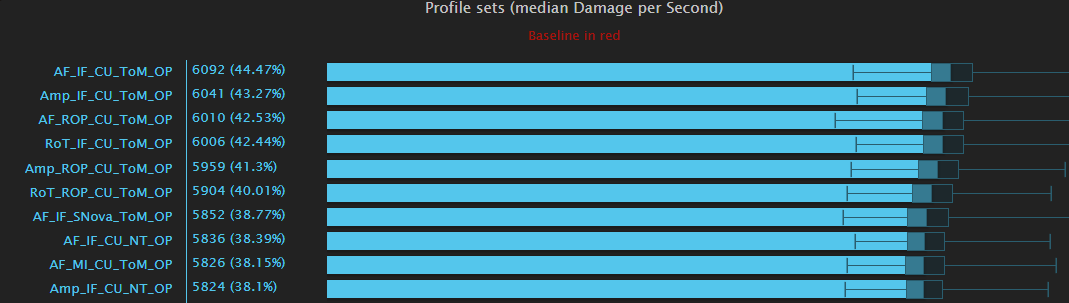 Profile sets (median Damage per Second)
Baseline in red
AF_IF_CU_ToM_OP 6092 (44.47%)
Amp_IF_CU_ToM_OP 6041 (43.27%)
AF_ROP_CU_ToM_OP 6010 (42.53%)
RoT_IF_CU_ToM_OP 6006 (42.44%)
Amp_ROP_CU_ToM_OP 5959 (41.3%)
RoT_ROP_CU_ToM_OP 5904 (40.01%)
AF_IF_SNova_ToM_OP 5852 (38.77%)
AF_IF_CU_NT_OP 5836 (38.39%)
AF_MI_CU_ToM_OP 5826 (38.15%)
Amp_IF_CU_NT_OP 5824 (38.1%)